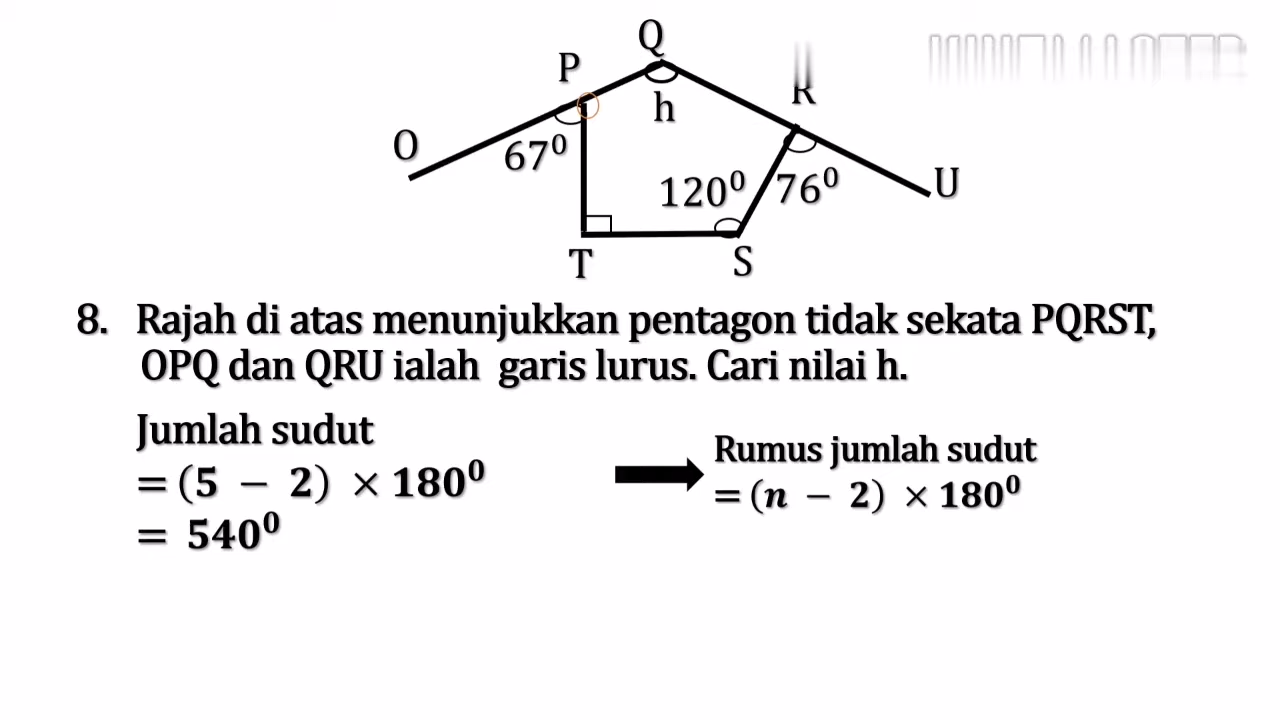 Q
P
R
h
O
67⁰
120⁰
76⁰
U
T
S
8. Rajah di atas menunjukkan pentagon tidak sekata PQRST,
OPQ dan QRU ialah garis lurus. Cari nilai h.
Jumlah sudut
= (5 − 2) × 180⁰
= 540⁰
Rumus jumlah sudut
= (n − 2) × 180⁰